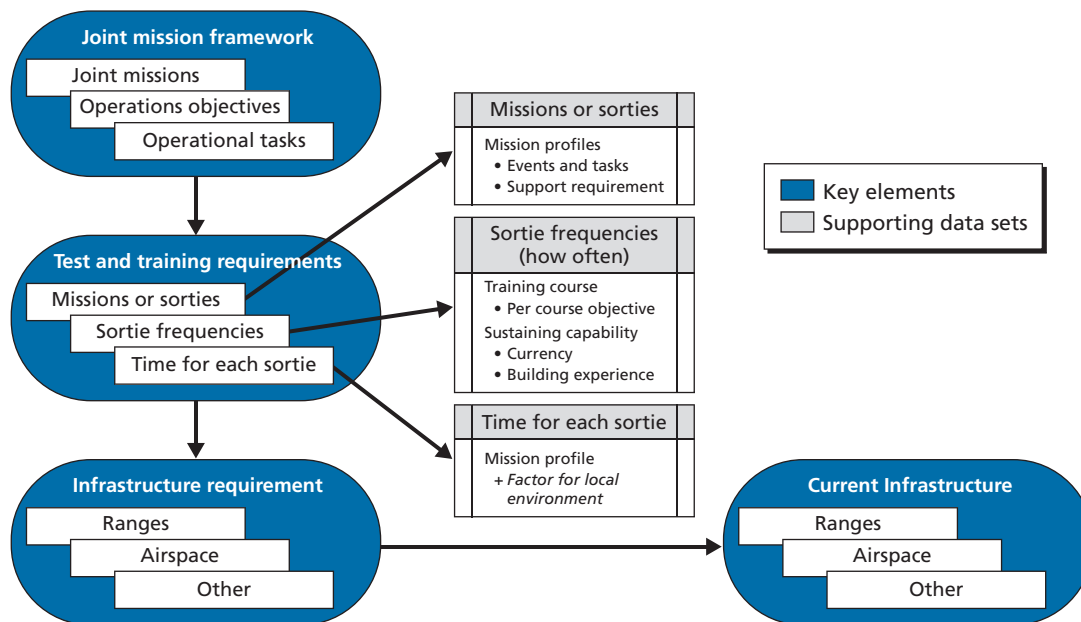 Joint mission framework
Joint missions
Operations objectives
Operational tasks
Missions or sorties
Mission profiles
• Events and tasks
• Support requirement
Key elements
Supporting data sets
Test and training requirements
Missions or sorties
Sortie frequencies
Time for each sortie
Sortie frequencies
(how often)
Training course
• Per course objective
Sustaining capability
• Currency
• Building experience
Time for each sortie
Mission profile
+ Factor for local
environment
Infrastructure requirement
Ranges
Airspace
Other
Current Infrastructure
Ranges
Airspace
Other